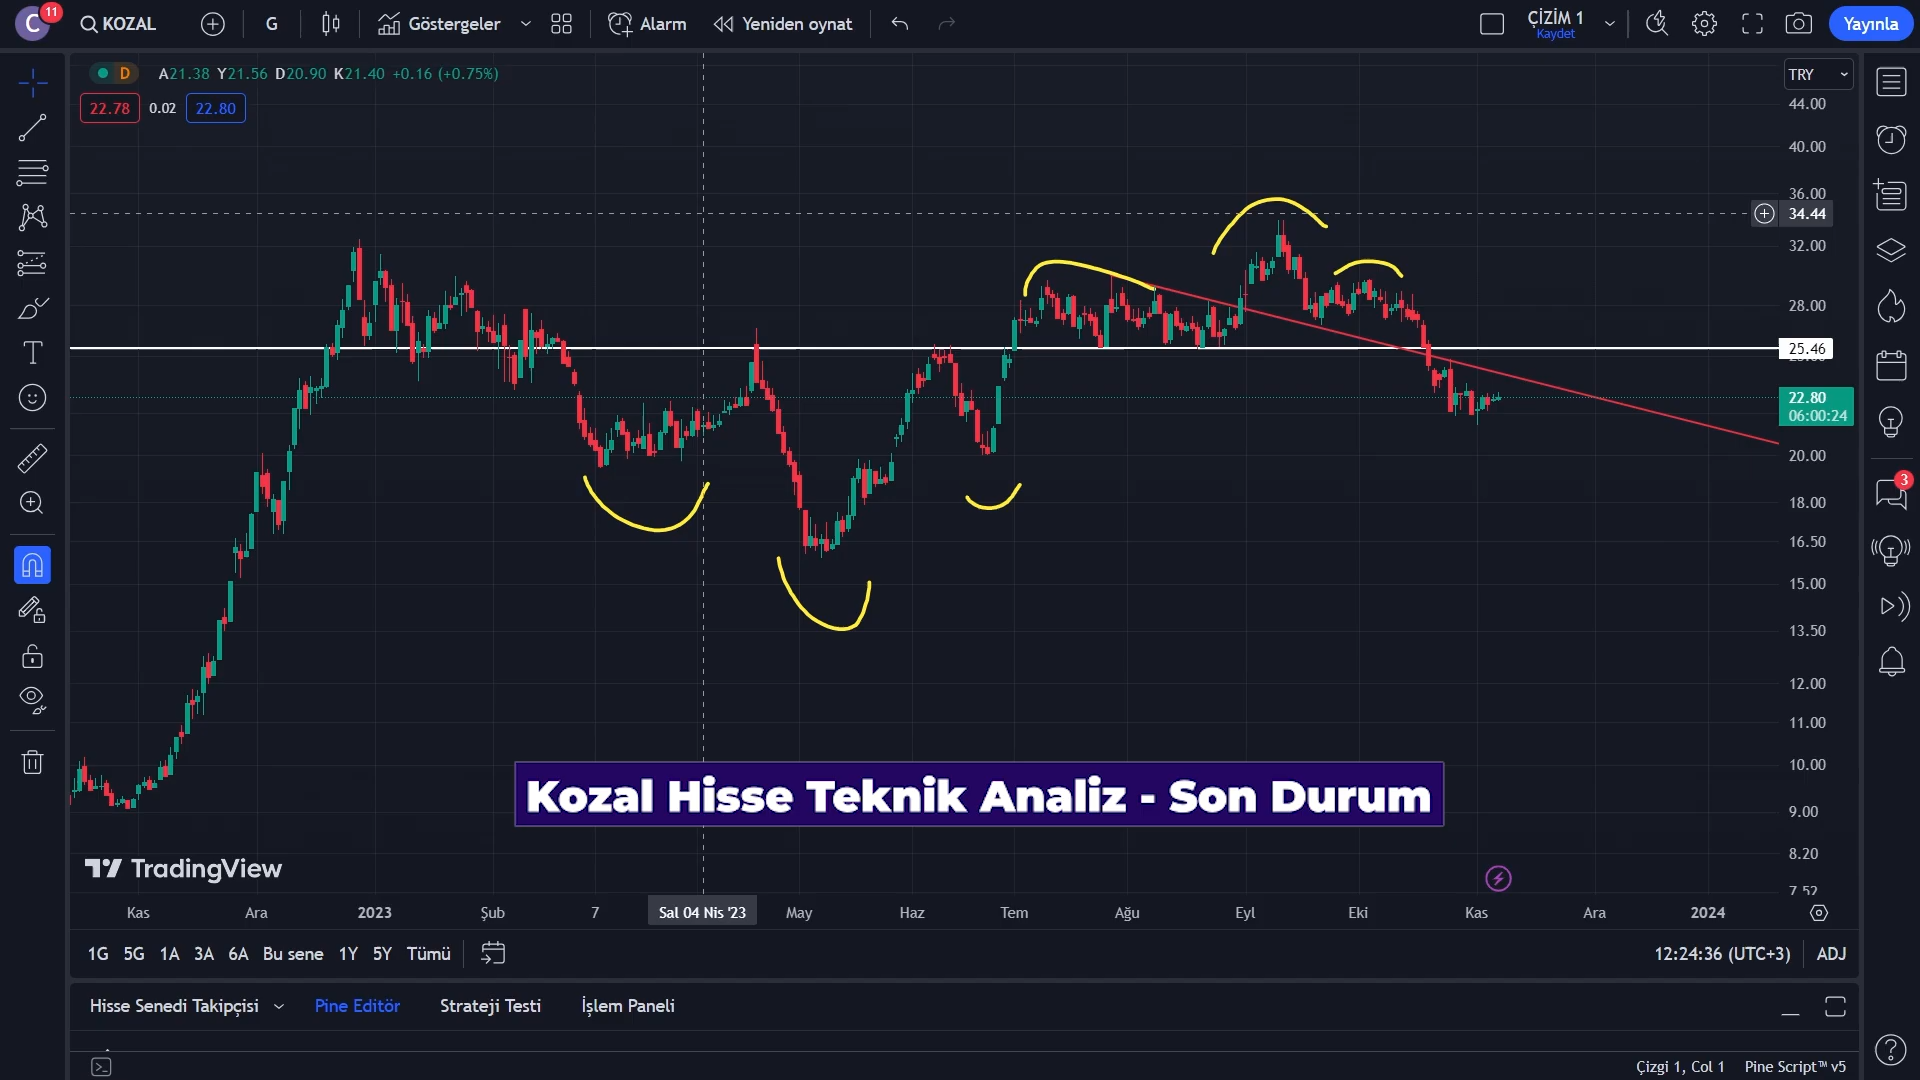 C 11 KOZAL G Göstergeler Alarm Yeniden oynat ÇİZİM 1 Kaydet Yayınla
D A21.38 Y21.56 D20.90 K21.40 +0.16 (+0.75%)
22.78 0.02 22.80
TRY
44.00
40.00
36.00
34.44
32.00
28.00
25.46
22.80
06:00:24
20.00
18.00
16.50
15.00
13.50
12.00
11.00
10.00
9.00
8.20
7.52
3
Kozal Hisse Teknik Analiz - Son Durum
TradingView
Kas Ara 2023 Şub 7 Sal 04 Nis '23 May Haz Tem Ağu Eyl Eki Kas Ara 2024
1G 5G 1A 3A 6A Bu sene 1Y 5Y Tümü 12:24:36 (UTC+3) ADJ
Hisse Senedi Takipçisi Pine Editör Strateji Testi İşlem Paneli
Çizgi 1, Col 1 Pine Script™ v5